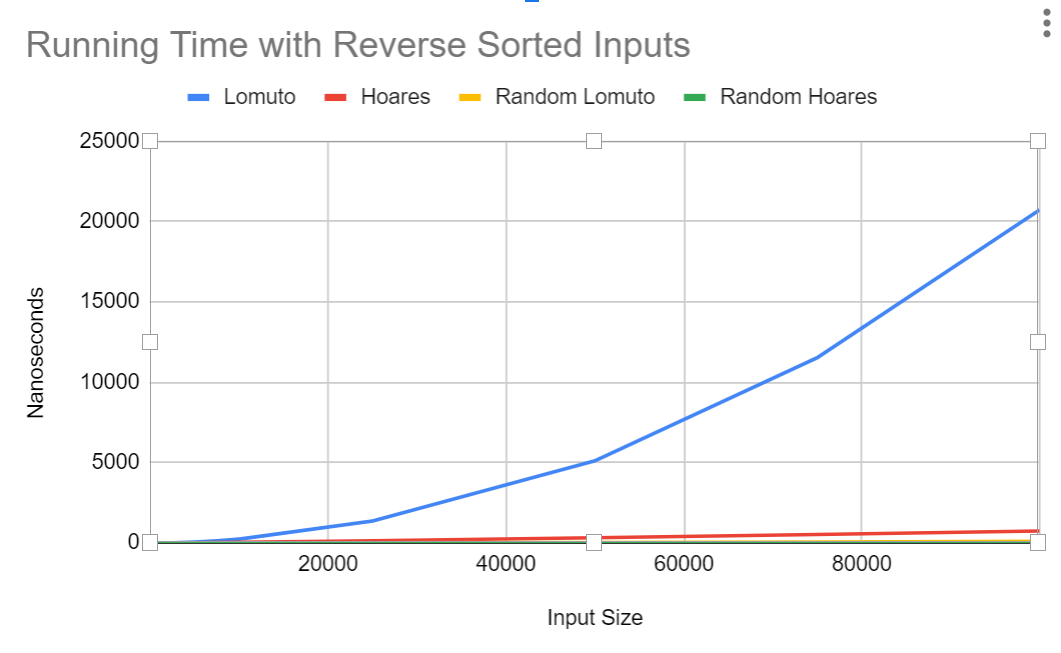 Running Time with Reverse Sorted Inputs
Lomuto Hoares Random Lomuto Random Hoares
25000
20000
15000
10000
5000
0
Nanoseconds
20000 40000 60000 80000
Input Size